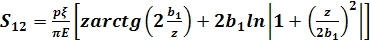 S₁₂ = pξ/πE [zarctg(2 b₁/z) + 2b₁ln|1 + (z/2b₁)²|]